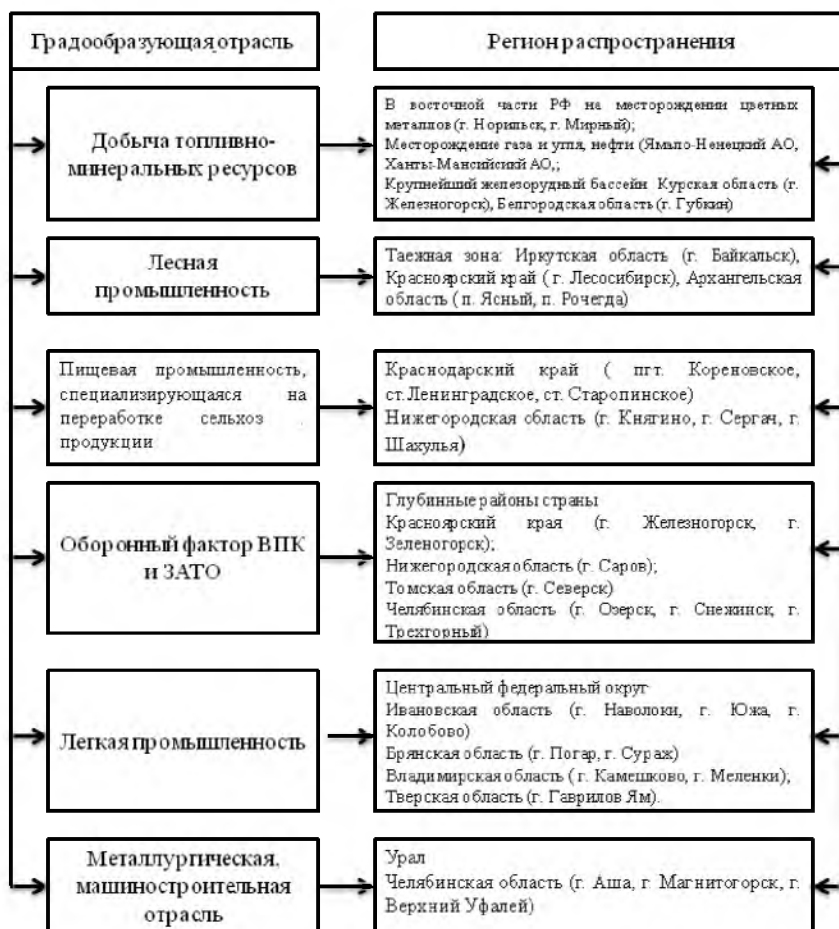 Градообразующая отрасль
Регион распространения
Добыча топливно-
минеральных ресурсов
В восточной части РФ на месторождении цветных
металлов (г. Норильск, г. Мирный);
Месторождение газа и угля, нефти (Ямало-Ненецкий АО,
Ханты-Мансийсикй АО,;
Крупнейший железорудный бассейн Курская область (г.
Железногорск), Белгородская область (г. Губкин)
Лесная
промышленность
Таежная зона: Иркутская область (г. Байкальск),
Красноярский край ( г. Лесосибирск), Архангельская
область ( п. Ясный, п. Рочегда)
Пищевая промышленность,
специализирующаяся на
переработке сельхоз .
продукции
Краснодарский край ( пгт. Кореновское,
ст.Ленинградское, ст. Старопинское)
Нижегородская область (г. Княгино, г. Сергач, г.
Шахулья)
Оборонный фактор ВПК
и ЗАТО
Глубинные районы страны
Красноярский края (г. Железногорск, г.
Зеленогорск);
Нижегородская область (г. Саров);
Томская область (г. Северск)
Челябинская область (г. Озерск, г. Снежинск, г.
Трехгорный)
Легкая промышленность
Центральный федеральный округ
Ивановская область (г. Наволоки, г. Южа, г.
Колобово)
Брянская область (г. Погар, г. Сураж)
Владимирская область ( г. Камешково, г. Меленки);
Тверская область (г. Гаврилов Ям).
Металлургическая,
машиностроительная
отрасль
Урал
Челябинская область (г. Аша, г. Магнитогорск, г.
Верхний Уфалей)